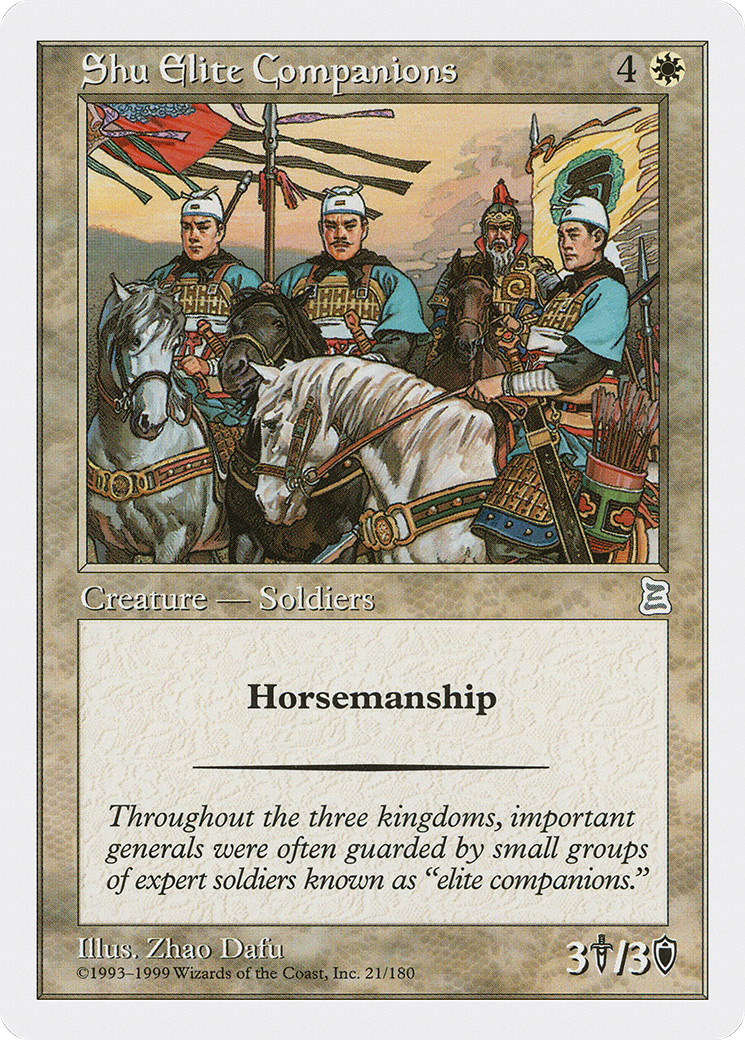 Shu Elite Companions 4
Creature — Soldiers
Horsemanship
Throughout the three kingdoms, important
generals were often guarded by small groups
of expert soldiers known as “elite companions.”
Illus. Zhao Dafu
©1993–1999 Wizards of the Coast, Inc. 21/180
3/3